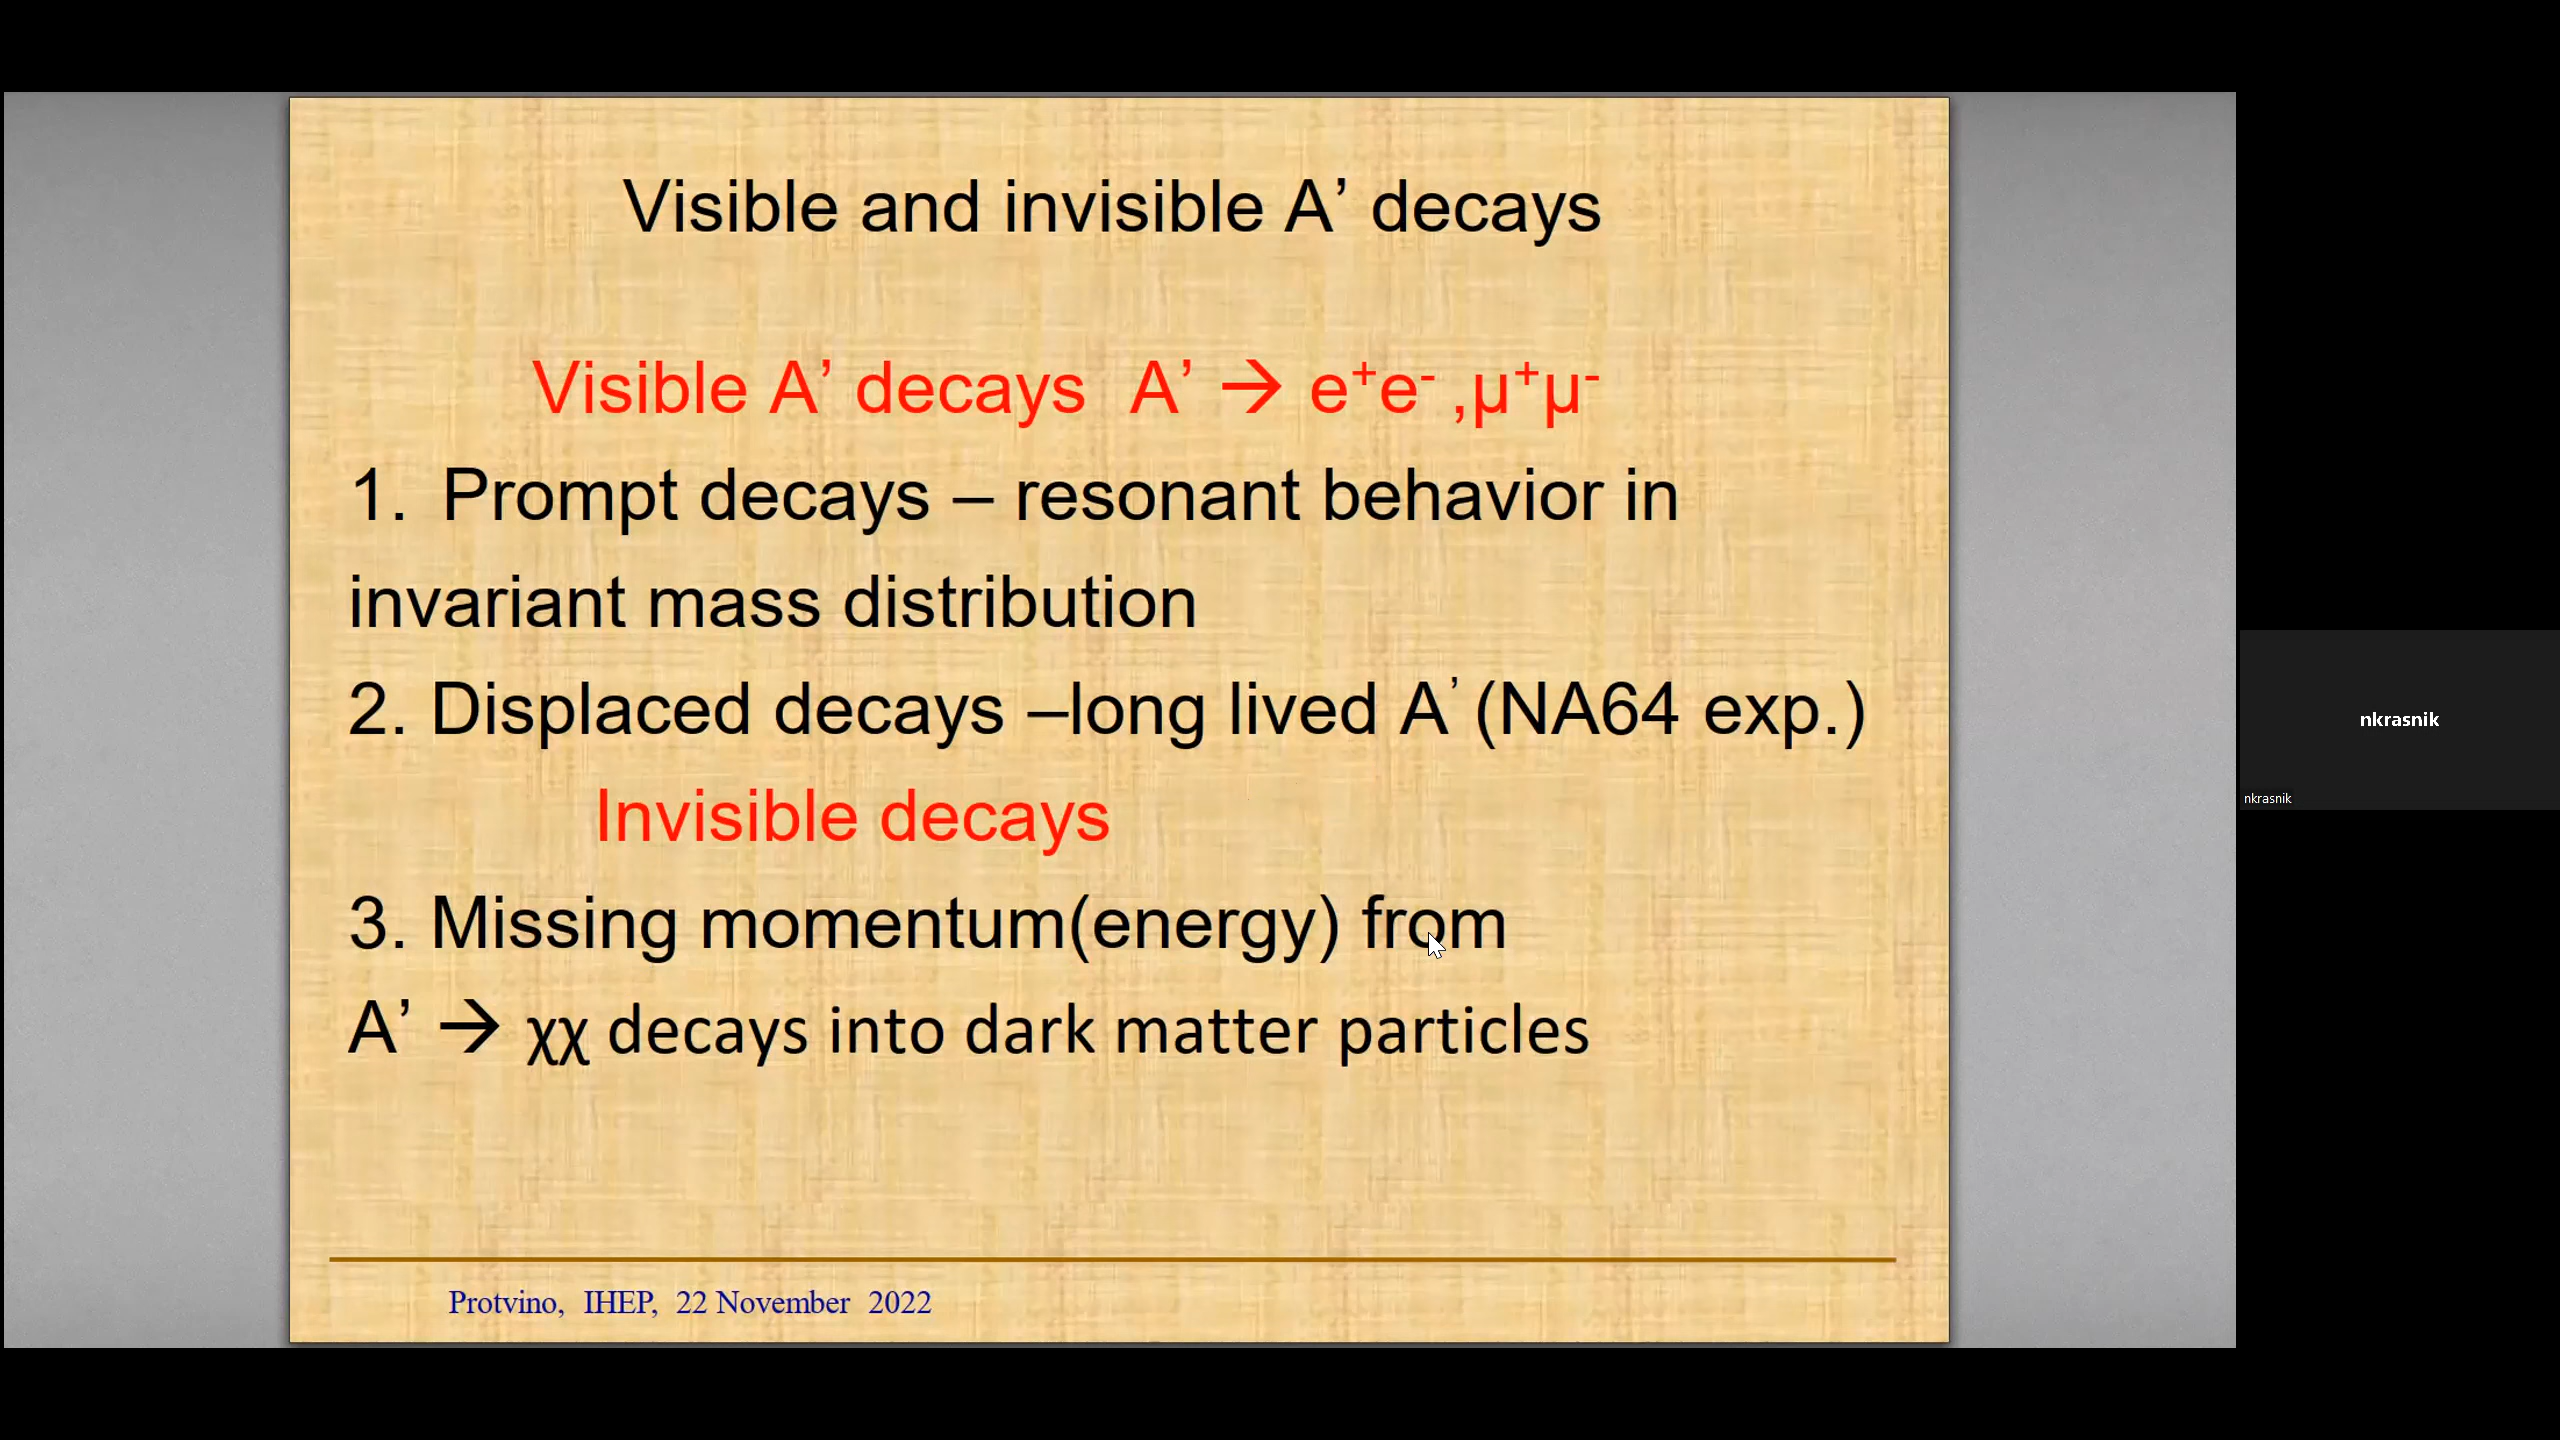 Visible and invisible A’ decays
Visible A’ decays A’ → e⁺e⁻ ,μ⁺μ⁻
1. Prompt decays – resonant behavior in
invariant mass distribution
2. Displaced decays –long lived A’ (NA64 exp.)
Invisible decays
3. Missing momentum(energy) from
A’ → χχ decays into dark matter particles
Protvino, IHEP, 22 November 2022
nkrasnik
nkrasnik